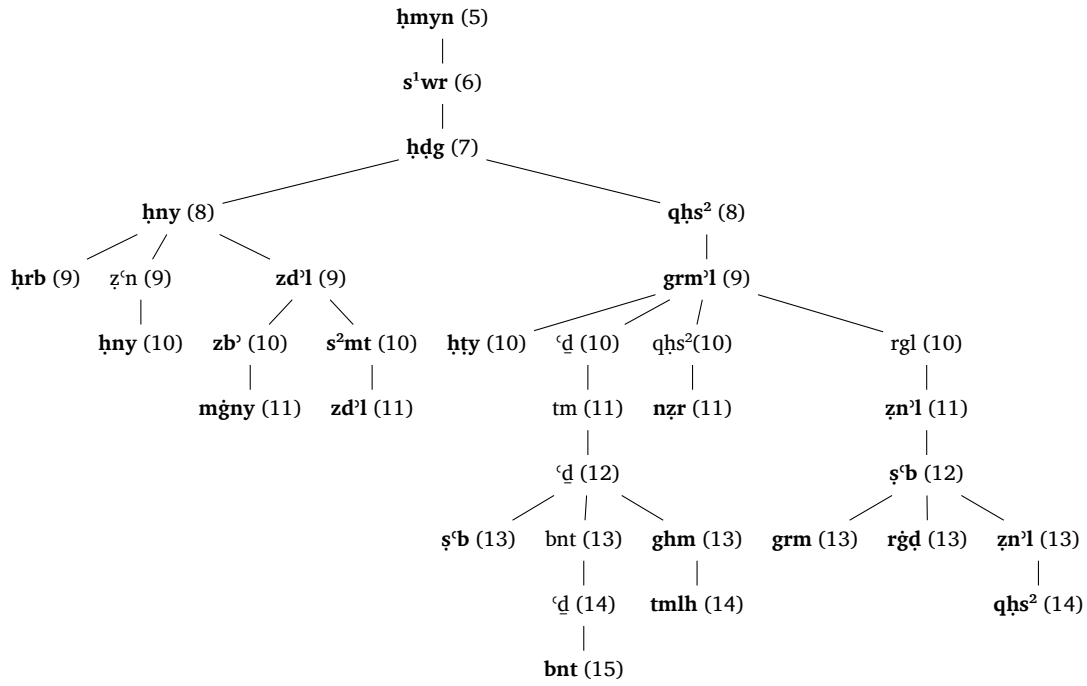 ḥmyn (5)
s¹wr (6)
ḥḍg (7)
ḥny (8) qḥs² (8)
ḥrb (9) ẓʿn (9) zdʾl (9) grmʾl (9)
ḥny (10) zbʾ (10) s²mt (10) ḥṭy (10) ʿḏ (10) qḥs²(10) rgl (10)
mġny (11) zdʾl (11) tm (11) nẓr (11) ẓnʾl (11)
ʿḏ (12) ṣʿb (12)
ṣʿb (13) bnt (13) ghm (13) grm (13) rġḍ (13) ẓnʾl (13)
ʿḏ (14) tmlh (14) qḥs² (14)
bnt (15)